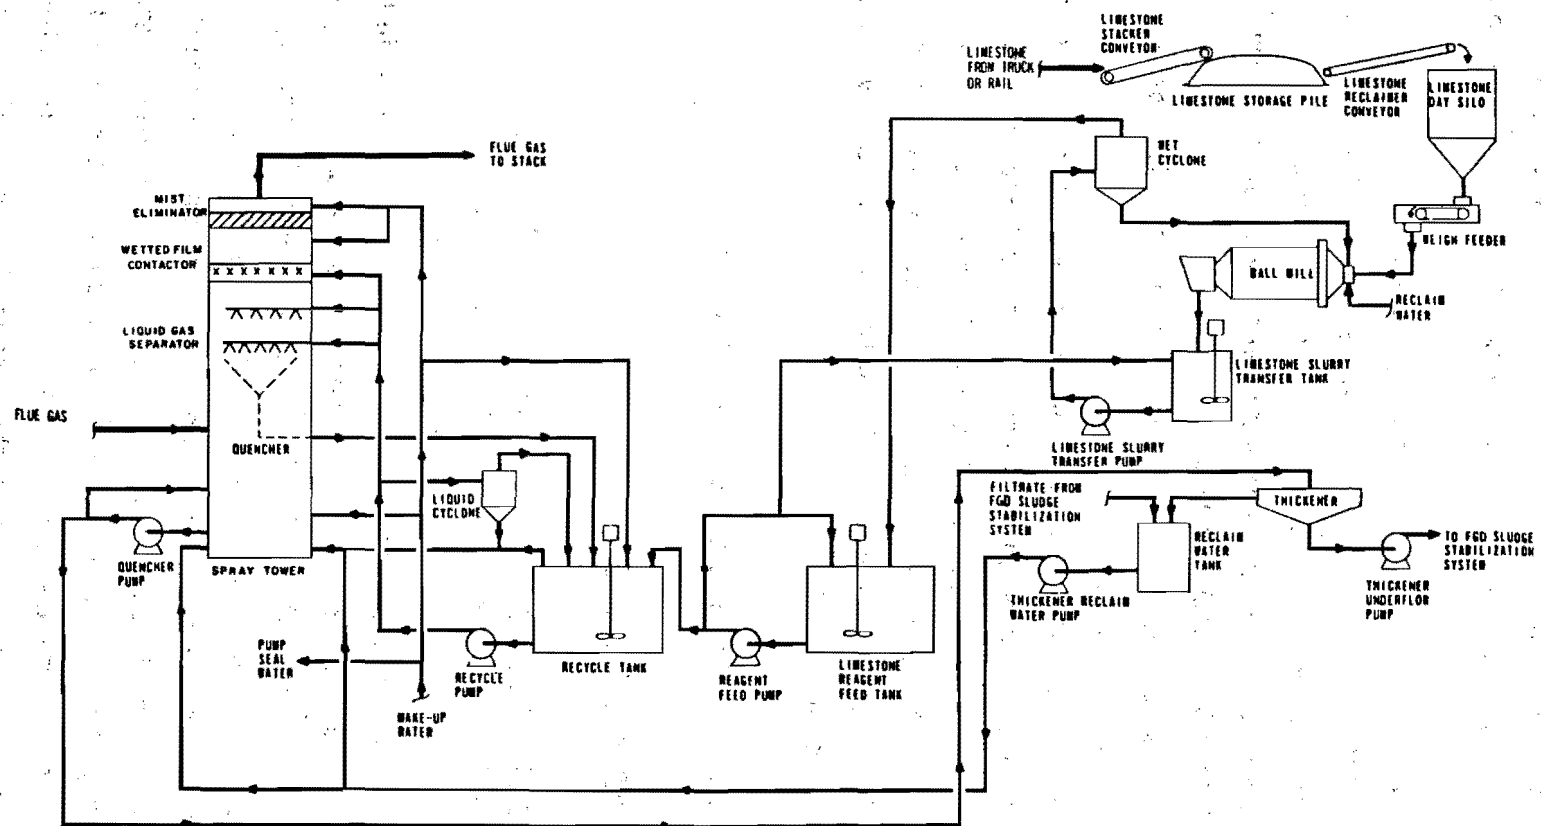 LIMESTONE
STACKER
CONVEYOR
LIMESTONE
FROM TRUCK
OR RAIL
LIMESTONE STORAGE PILE
LIMESTONE
RECLAIMER
CONVEYOR
LIMESTONE
DAY SILO
WET
CYCLONE
WEIGH FEEDER
BALL MILL
RECLAIM
WATER
LIMESTONE SLURRY
TRANSFER TANK
LIMESTONE SLURRY
TRANSFER PUMP
FLUE GAS
TO STACK
MIST
ELIMINATOR
WETTED FILM
CONTACTOR
X X X X X X X
LIQUID GAS
SEPARATOR
FLUE GAS
QUENCHER
LIQUID
CYCLONE
QUENCHER
PUMP
SPRAY TOWER
PUMP
SEAL
WATER
MAKE-UP
WATER
RECYCLE
PUMP
RECYCLE TANK
REAGENT
FEED PUMP
LIMESTONE
REAGENT
FEED TANK
FILTRATE FROM
FGD SLUDGE
STABILIZATION
SYSTEM
THICKENER
RECLAIM
WATER
TANK
THICKENER RECLAIM
WATER PUMP
TO FGD SLUDGE
STABILIZATION
SYSTEM
THICKENER
UNDERFLOW
PUMP